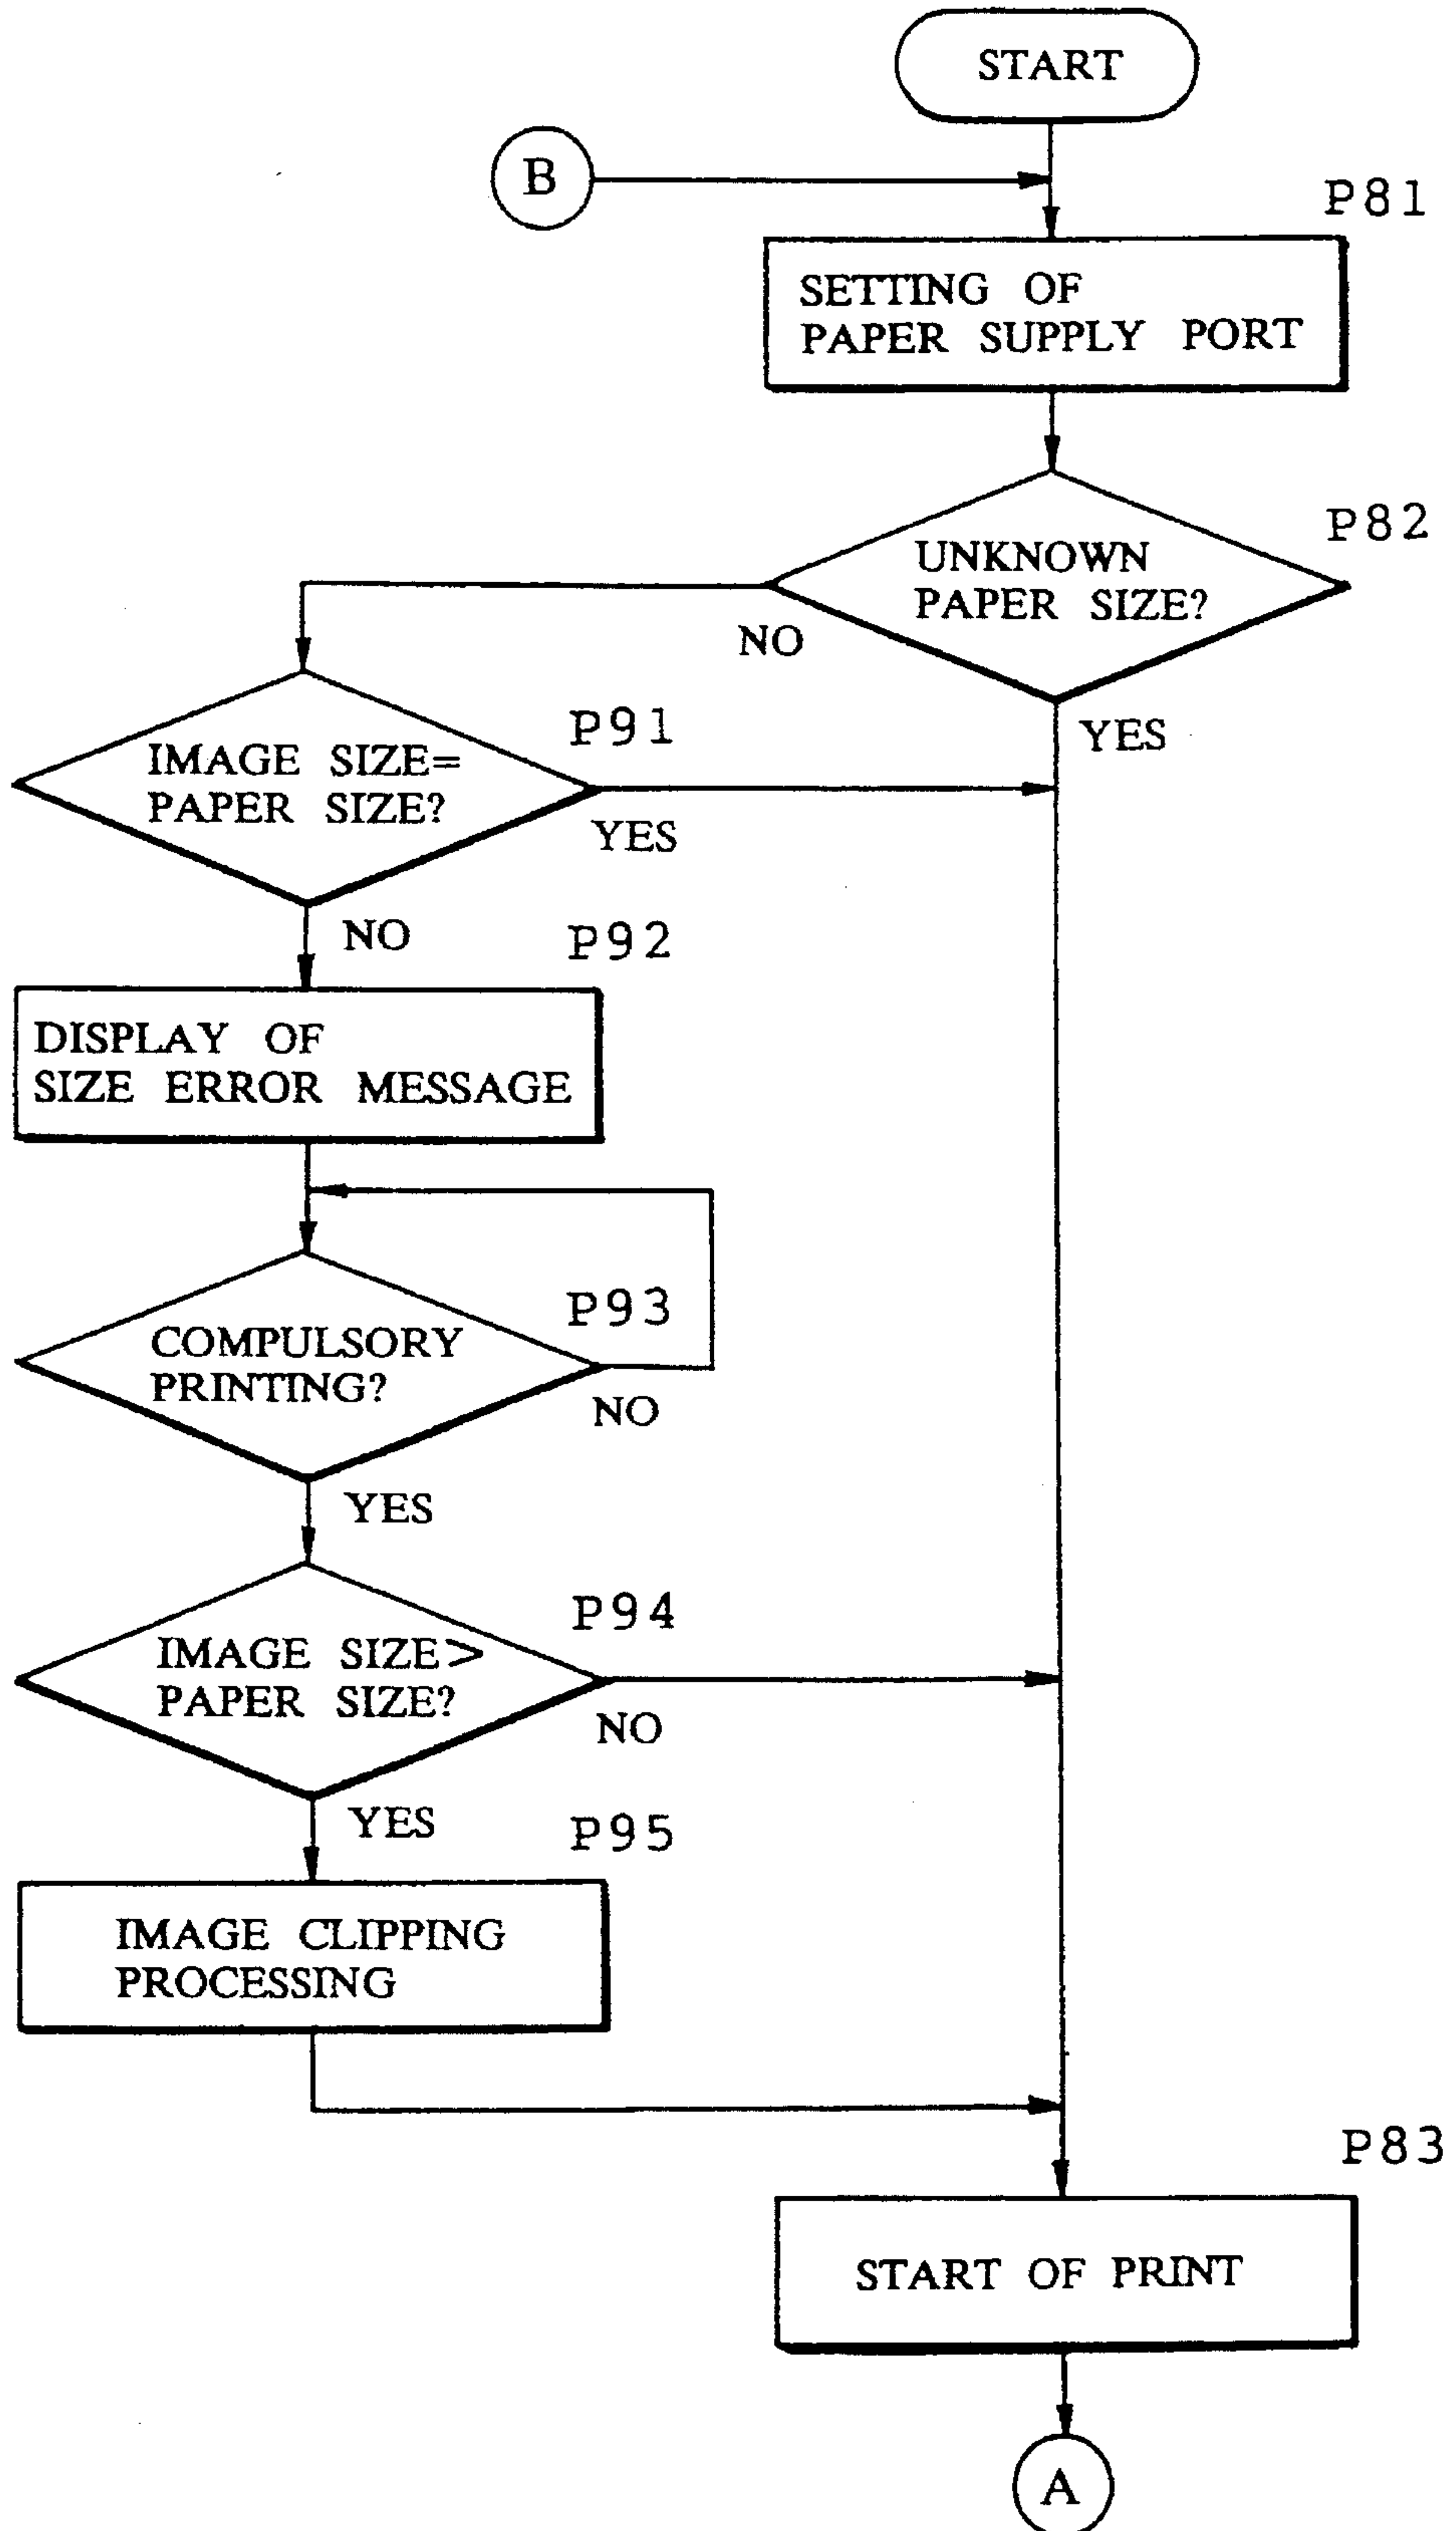 START
B
P81
SETTING OF
PAPER SUPPLY PORT
P82
UNKNOWN
PAPER SIZE?
NO
YES
P91
IMAGE SIZE=
PAPER SIZE?
YES
NO
P92
DISPLAY OF
SIZE ERROR MESSAGE
P93
COMPULSORY
PRINTING?
NO
YES
P94
IMAGE SIZE>
PAPER SIZE?
NO
YES
P95
IMAGE CLIPPING
PROCESSING
P83
START OF PRINT
A